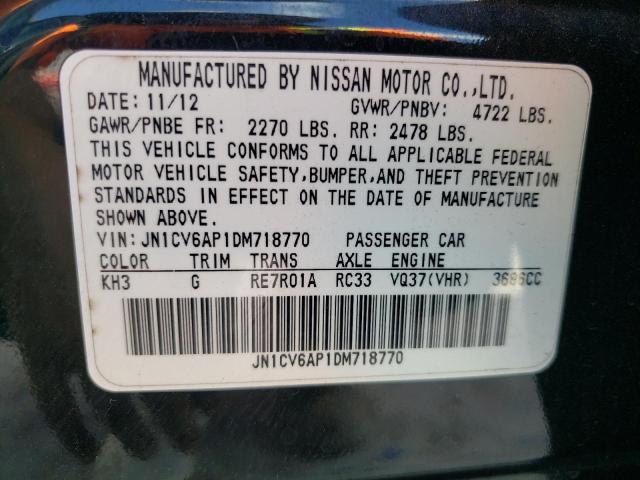 MANUFACTURED BY NISSAN MOTOR CO.,LTD.
DATE: 11/12 GVWR/PNBV: 4722 LBS.
GAWR/PNBE FR: 2270 LBS. RR: 2478 LBS.
THIS VEHICLE CONFORMS TO ALL APPLICABLE FEDERAL
MOTOR VEHICLE SAFETY,BUMPER,AND THEFT PREVENTION
STANDARDS IN EFFECT ON THE DATE OF MANUFACTURE
SHOWN ABOVE.
VIN: JN1CV6AP1DM718770 PASSENGER CAR
COLOR TRIM TRANS AXLE ENGINE
KH3 G RE7R01A RC33 VQ37(VHR) 3696CC
JN1CV6AP1DM718770